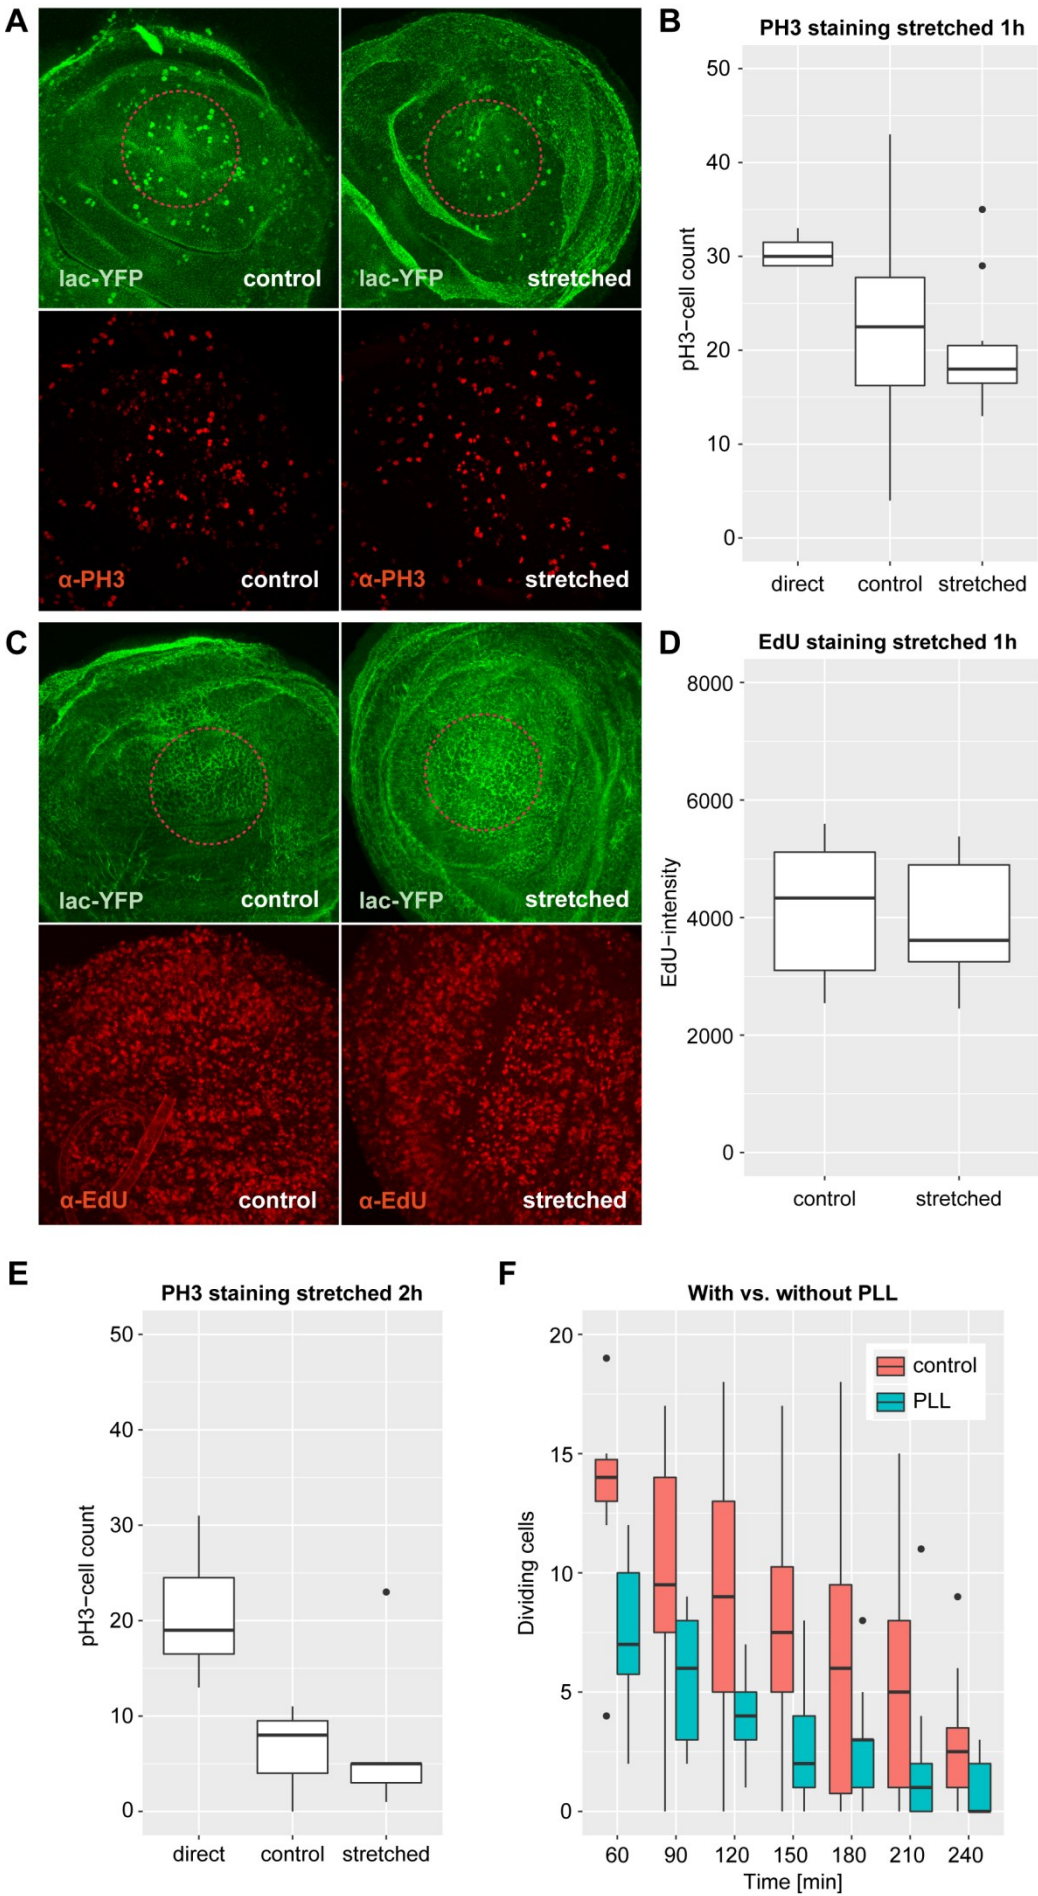 A
lac-YFP control
lac-YFP stretched
α-PH3 control
α-PH3 stretched
B
PH3 staining stretched 1h
pH3-cell count
50
40
30
20
10
0
direct control stretched
C
lac-YFP control
lac-YFP stretched
α-EdU control
α-EdU stretched
D
EdU staining stretched 1h
EdU-intensity
8000
6000
4000
2000
0
control stretched
E
PH3 staining stretched 2h
pH3-cell count
50
40
30
20
10
0
direct control stretched
F
With vs. without PLL
control
PLL
Dividing cells
20
15
10
5
0
60 90 120 150 180 210 240
Time [min]